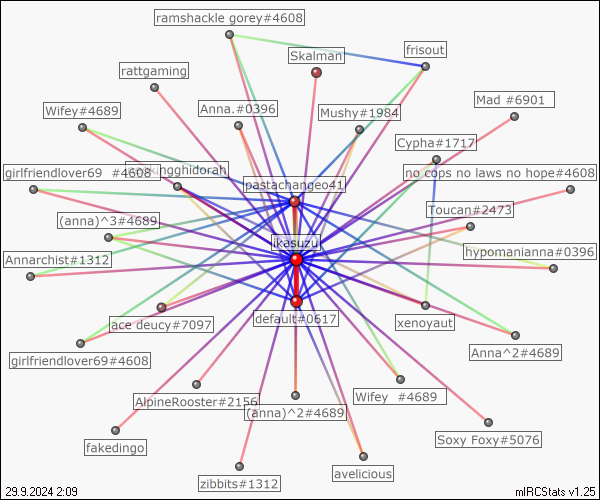 ramshackle gorey#4608
Skalman
frisout
rattgaming
Mad #6901
Wifey#4689
Anna.#0396
Mushy#1984
Cypha#1717
girlfriendlover69 #4608
kingghidorah
no cops no laws no hope#4608
pastachangeo41
(anna)^3#4689
Toucan#2473
ikasuzu
hypomanianna#0396
Annarchist#1312
default#0617
xenoyaut
ace deucy#7097
girlfriendlover69#4608
Anna^2#4689
AlpineRooster#2156
Wifey #4689
(anna)^2#4689
fakedingo
Soxy Foxy#5076
zibbits#1312
avelicious
29.9.2024 2:09
mIRCStats v1.25